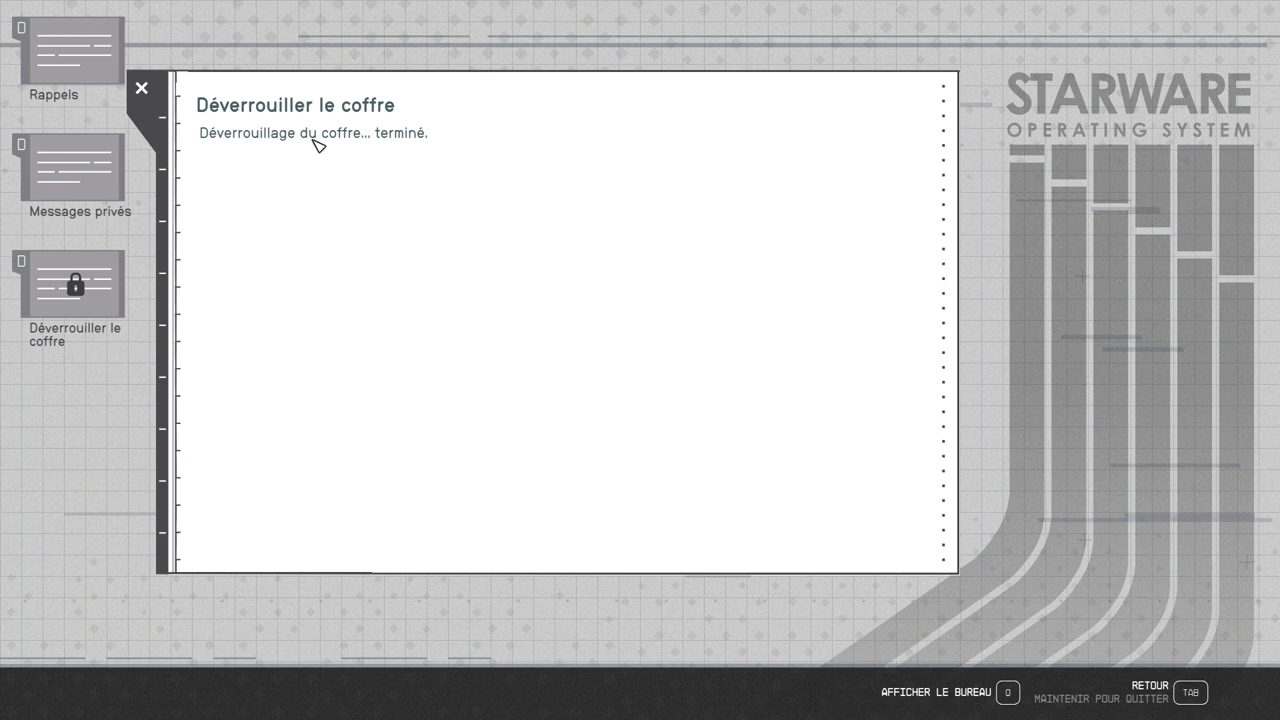 Rappels
Messages privés
Déverrouiller le
coffre
Déverrouiller le coffre
Déverrouillage du coffre... terminé.
STARWARE
OPERATING SYSTEM
AFFICHER LE BUREAU O
RETOUR TAB
MAINTENIR POUR QUITTER